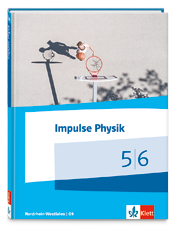 Impulse Physik
5|6
Nordrhein-Westfalen | G9
Klett